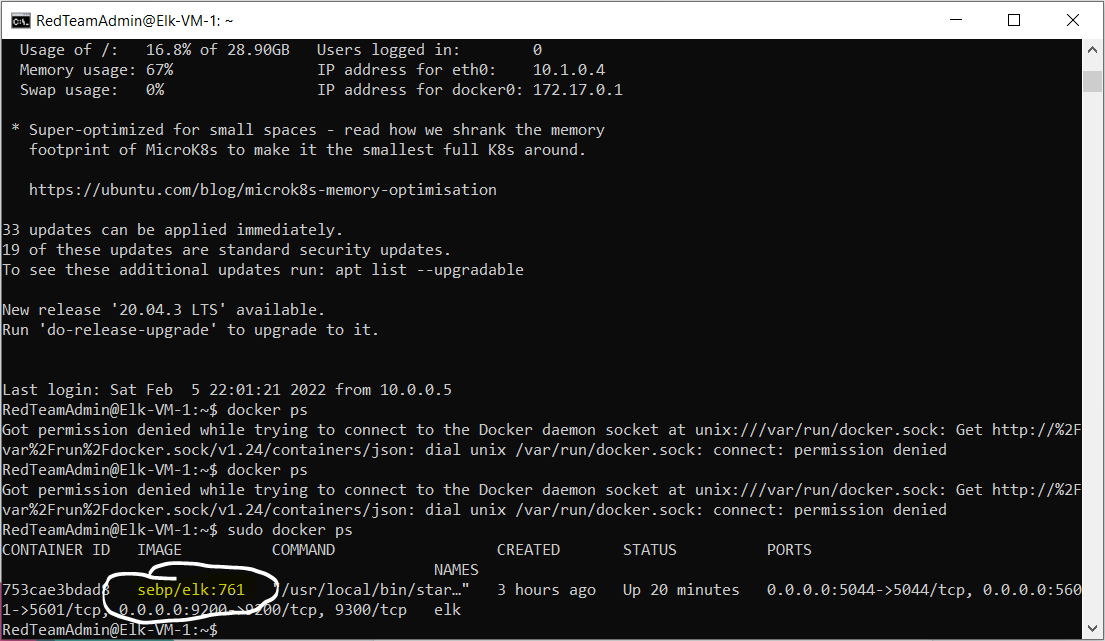 RedTeamAdmin@Elk-VM-1: ~
Usage of /:   16.8% of 28.90GB   Users logged in:        0
Memory usage: 67%                IP address for eth0:    10.1.0.4
Swap usage:   0%                 IP address for docker0: 172.17.0.1
* Super-optimized for small spaces - read how we shrank the memory
footprint of MicroK8s to make it the smallest full K8s around.
https://ubuntu.com/blog/microk8s-memory-optimisation
33 updates can be applied immediately.
19 of these updates are standard security updates.
To see these additional updates run: apt list --upgradable
New release '20.04.3 LTS' available.
Run 'do-release-upgrade' to upgrade to it.
Last login: Sat Feb  5 22:01:21 2022 from 10.0.0.5
RedTeamAdmin@Elk-VM-1:~$ docker ps
Got permission denied while trying to connect to the Docker daemon socket at unix:///var/run/docker.sock: Get http://%2F
var%2Frun%2Fdocker.sock/v1.24/containers/json: dial unix /var/run/docker.sock: connect: permission denied
RedTeamAdmin@Elk-VM-1:~$ docker ps
Got permission denied while trying to connect to the Docker daemon socket at unix:///var/run/docker.sock: Get http://%2F
var%2Frun%2Fdocker.sock/v1.24/containers/json: dial unix /var/run/docker.sock: connect: permission denied
RedTeamAdmin@Elk-VM-1:~$ sudo docker ps
CONTAINER ID   IMAGE          COMMAND                  CREATED       STATUS          PORTS
NAMES
753cae3bdad8   sebp/elk:761   "/usr/local/bin/star…"   3 hours ago   Up 20 minutes   0.0.0.0:5044->5044/tcp, 0.0.0.0:560
1->5601/tcp, 0.0.0.0:9200->9200/tcp, 9300/tcp   elk
RedTeamAdmin@Elk-VM-1:~$